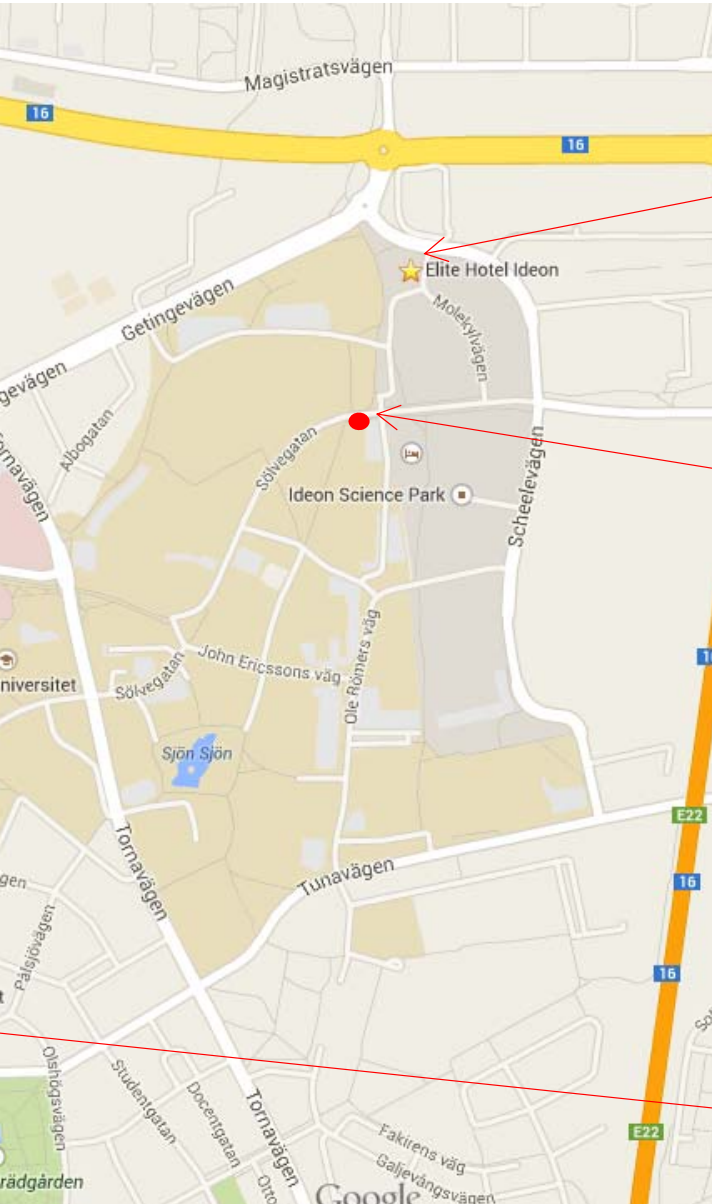 Magistratsvägen
16
16
Elite Hotel Ideon
Getingevägen
Molekylvägen
gevägen
Albogatan
Tornavägen
Sölvegatan
Ideon Science Park
Scheelevägen
niversitet
John Ericssons väg
Sölvegatan
Ole Römers väg
Sjön Sjön
E22
Tornavägen
Tunavägen
16
gen
Pålsjövägen
16
t
Olshögsvägen
Studentgatan
Docentgatan
Tornavägen
Otto
Fakirens väg
Galjevångsvägen
E22
rädgården
Google